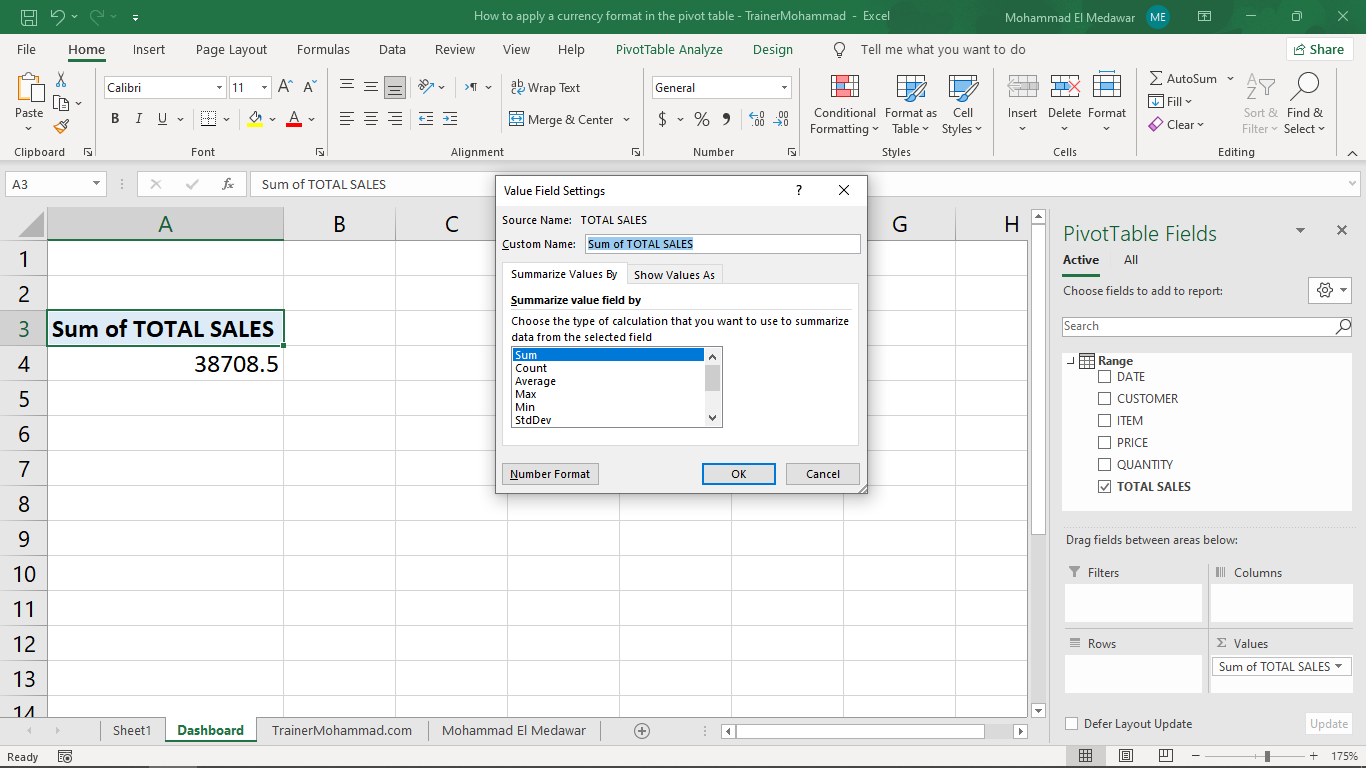 How to apply a currency format in the pivot table - TrainerMohammad - Excel
Mohammad El Medawar ME
File Home Insert Page Layout Formulas Data Review View Help PivotTable Analyze Design Tell me what you want to do Share
Paste
Clipboard
Calibri 11
B I U A
Font
ab Wrap Text
Merge & Center
Alignment
General
$ % 9
Number
Conditional Formatting
Format as Table
Cell Styles
Styles
Insert Delete Format
Cells
AutoSum
Fill
Clear
Sort & Filter
Find & Select
Editing
A3 fx Sum of TOTAL SALES
A B C G H
1
2
3 Sum of TOTAL SALES
4 38708.5
5
6
7
8
9
10
11
12
13
14
Value Field Settings ?
Source Name: TOTAL SALES
Custom Name: Sum of TOTAL SALES
Summarize Values By Show Values As
Summarize value field by
Choose the type of calculation that you want to use to summarize
data from the selected field
Sum
Count
Average
Max
Min
StdDev
Number Format OK Cancel
PivotTable Fields
Active All
Choose fields to add to report:
Search
Range
DATE
CUSTOMER
ITEM
PRICE
QUANTITY
TOTAL SALES
Drag fields between areas below:
Filters Columns
Rows Σ Values
Sum of TOTAL SALES
Defer Layout Update Update
Sheet1 Dashboard TrainerMohammad.com Mohammad El Medawar
Ready 175%